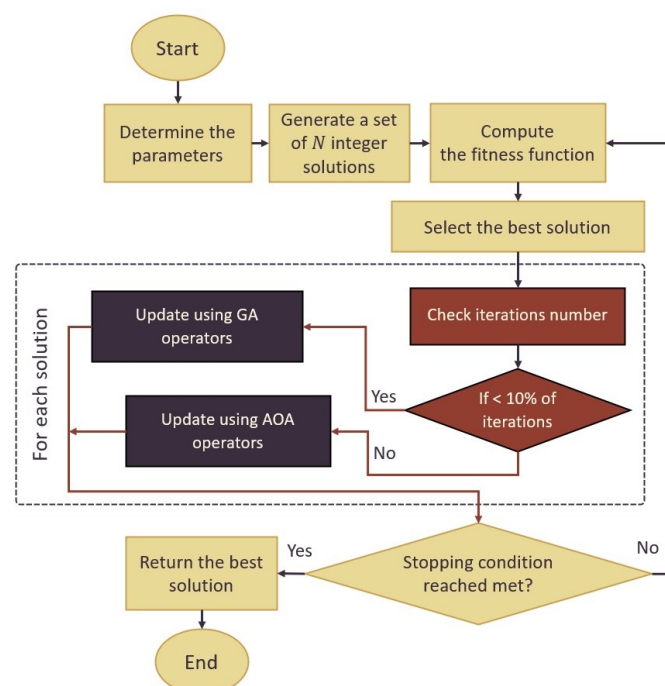 Start
Determine the
parameters
Generate a set
of N integer
solutions
Compute
the fitness function
Select the best solution
For each solution
Update using GA
operators
Check iterations number
Yes
If < 10% of
iterations
Update using AOA
operators
No
Return the best
solution
Yes
Stopping condition
reached met?
No
End